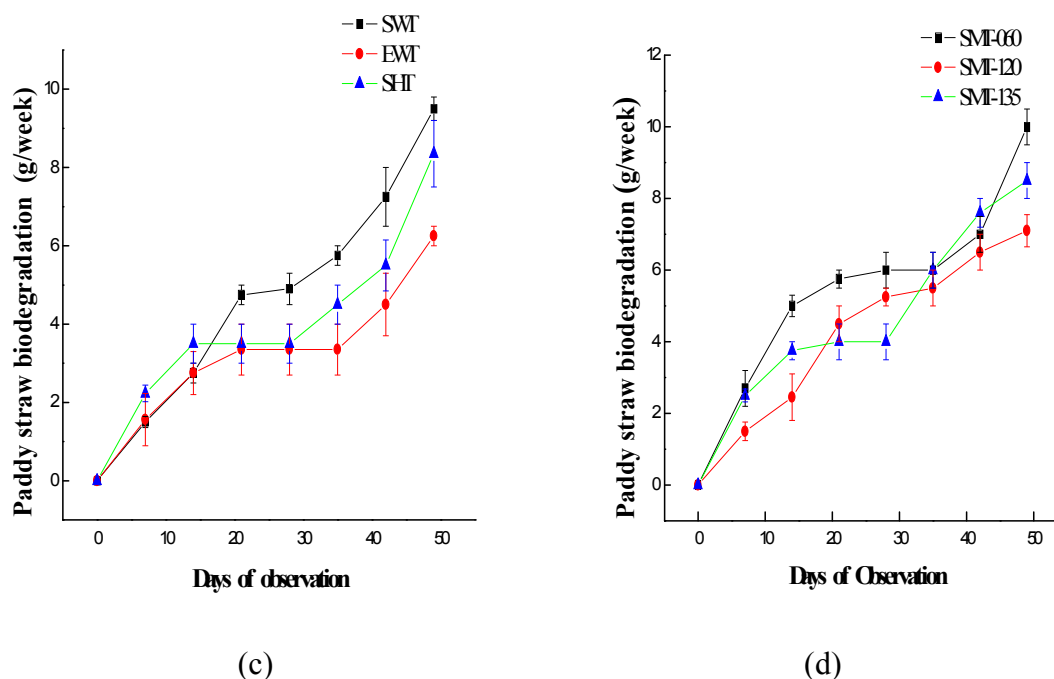 SWT
EWT
SHT
10
8
6
4
2
0
Paddy straw biodegradation (g/week)
0 10 20 30 40 50
Days of observation
(c)
SMT-060
SMT-120
SMT-135
12
10
8
6
4
2
0
Paddy straw biodegradation (g/week)
0 10 20 30 40 50
Days of Observation
(d)